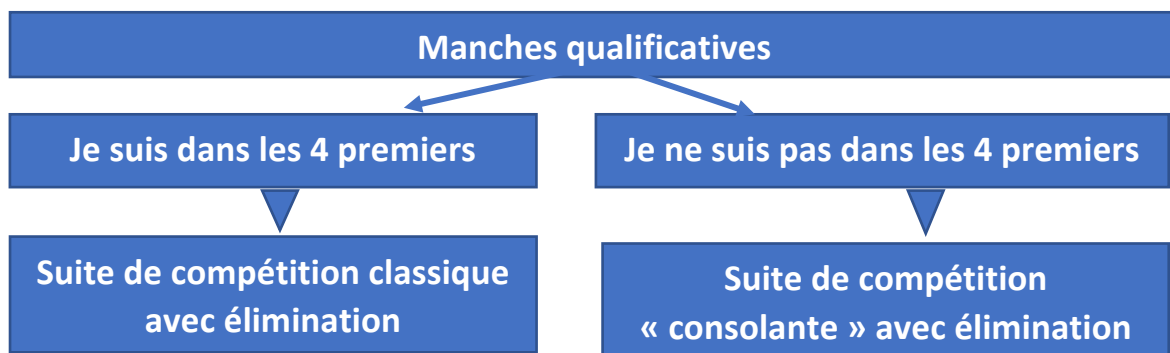 Manches qualificatives
Je suis dans les 4 premiers
Je ne suis pas dans les 4 premiers
Suite de compétition classique
avec élimination
Suite de compétition
« consolante » avec élimination